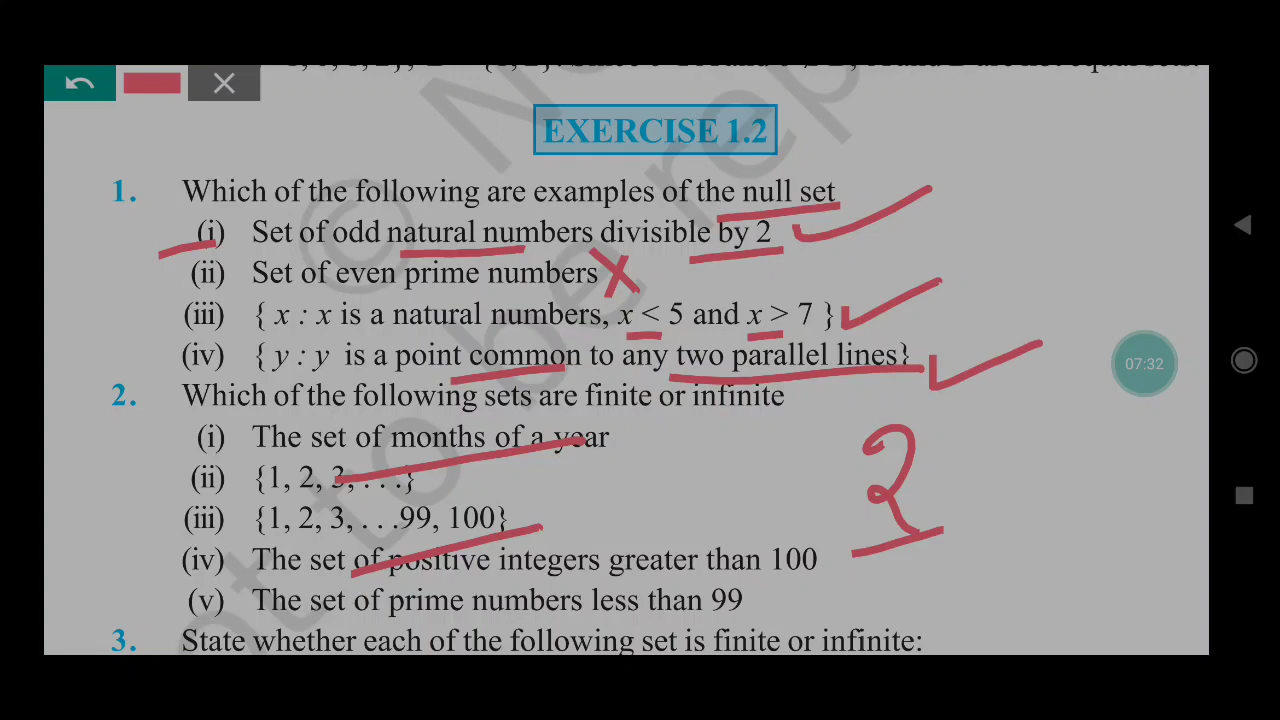 EXERCISE 1.2
1. Which of the following are examples of the null set
(i) Set of odd natural numbers divisible by 2
(ii) Set of even prime numbers
(iii) { x : x is a natural numbers, x < 5 and x > 7 }
(iv) { y : y is a point common to any two parallel lines}
07:32
2. Which of the following sets are finite or infinite
(i) The set of months of a year
2
(ii) {1, 2, 3, . . .}
(iii) {1, 2, 3, . . .99, 100}
(iv) The set of positive integers greater than 100
(v) The set of prime numbers less than 99
3. State whether each of the following set is finite or infinite: